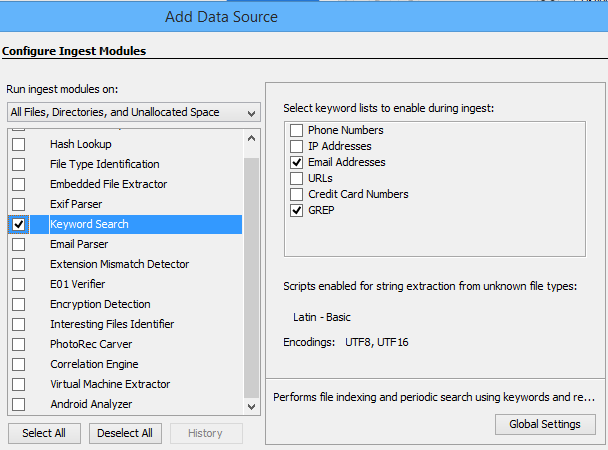 Add Data Source
Configure Ingest Modules
Run ingest modules on:
All Files, Directories, and Unallocated Space
Hash Lookup
File Type Identification
Embedded File Extractor
Exif Parser
Keyword Search
Email Parser
Extension Mismatch Detector
E01 Verifier
Encryption Detection
Interesting Files Identifier
PhotoRec Carver
Correlation Engine
Virtual Machine Extractor
Android Analyzer
Select All
Deselect All
History
Select keyword lists to enable during ingest:
Phone Numbers
IP Addresses
Email Addresses
URLs
Credit Card Numbers
GREP
Scripts enabled for string extraction from unknown file types:
Latin - Basic
Encodings: UTF8, UTF16
Performs file indexing and periodic search using keywords and re...
Global Settings